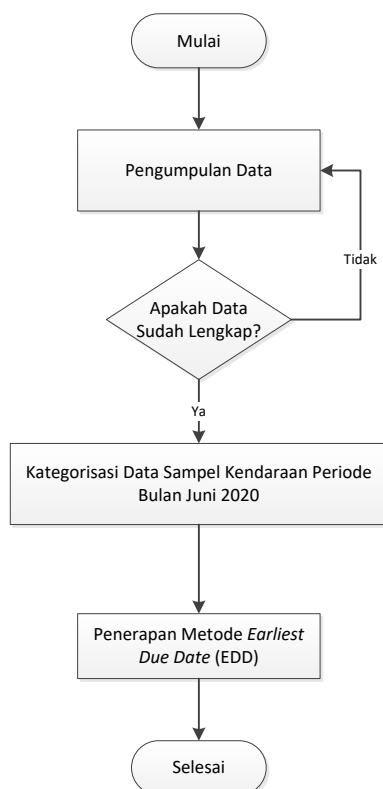 Mulai
Pengumpulan Data
Tidak
Apakah Data
Sudah Lengkap?
Ya
Kategorisasi Data Sampel Kendaraan Periode
Bulan Juni 2020
Penerapan Metode Earliest
Due Date (EDD)
Selesai